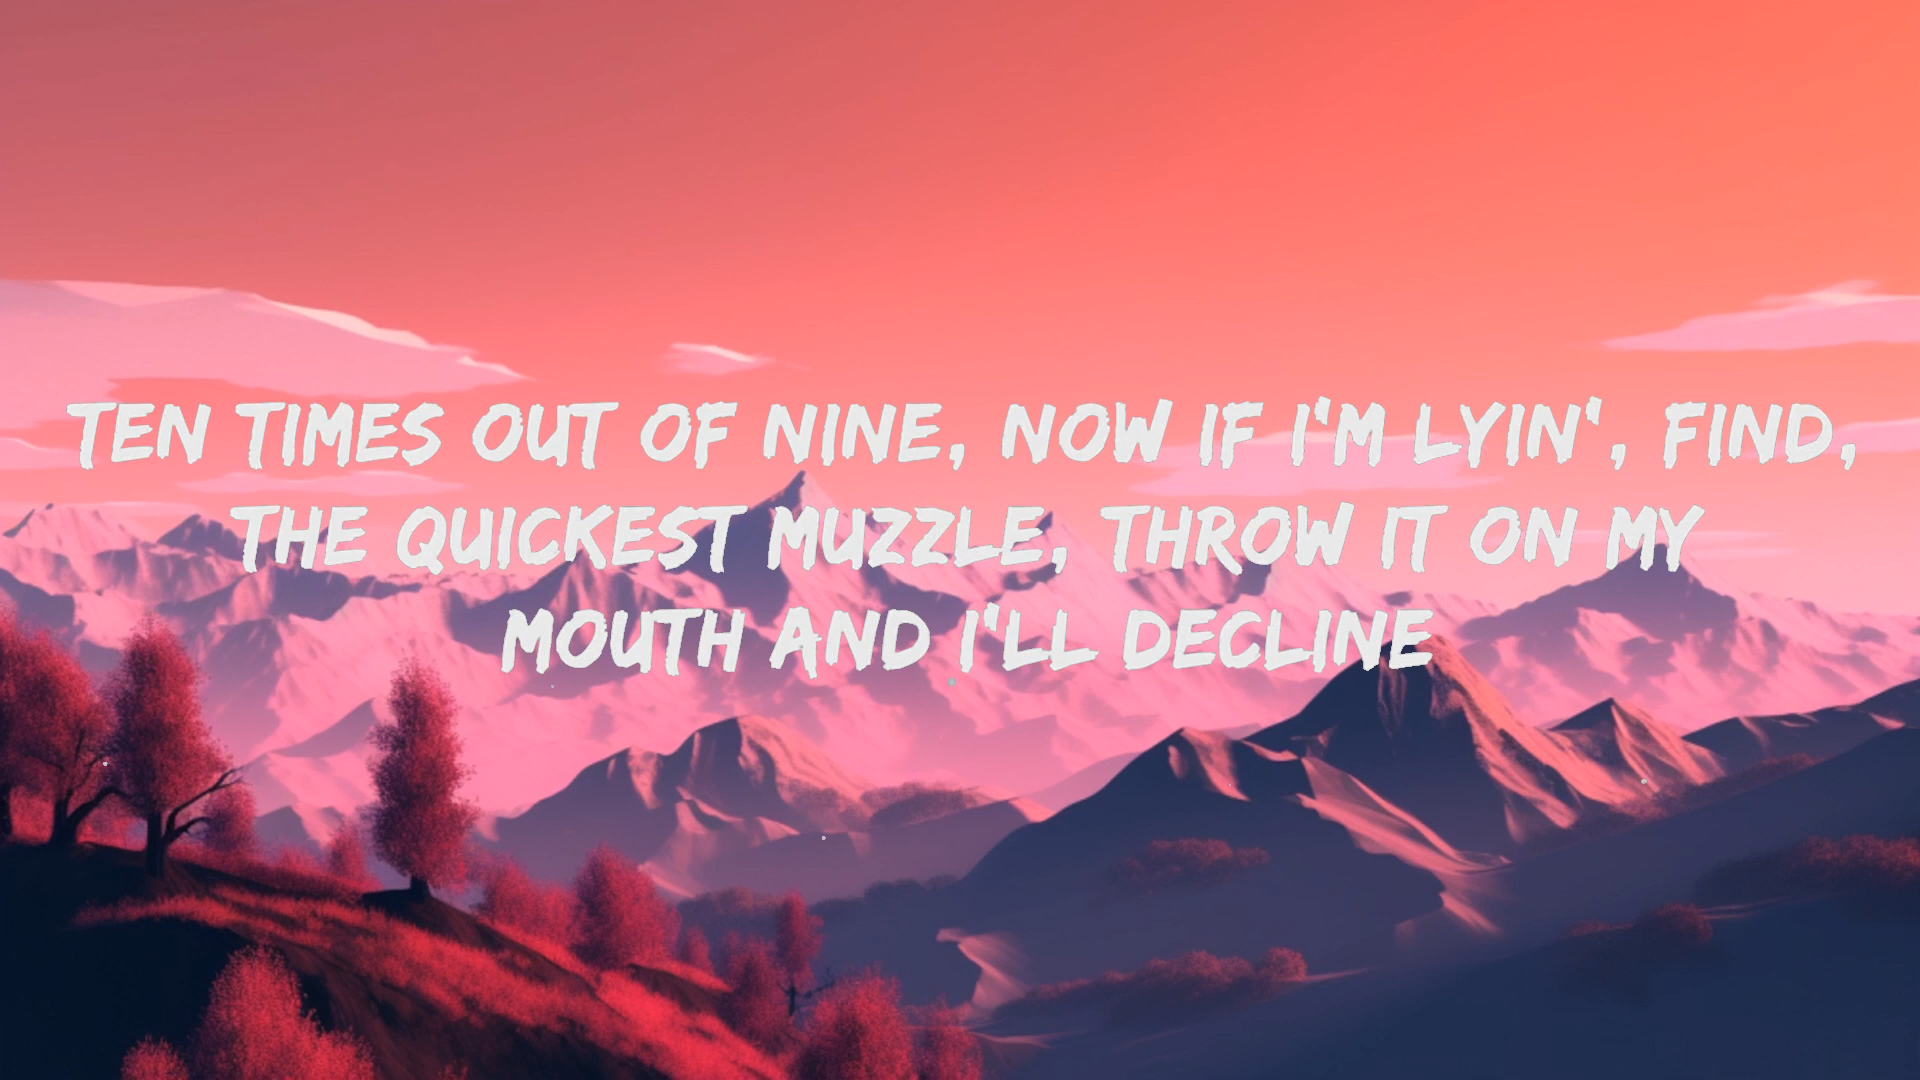 TEN TIMES OUT OF NINE, NOW IF I'M LYIN', FIND,
THE QUICKEST MUZZLE, THROW IT ON MY
MOUTH AND I'LL DECLINE